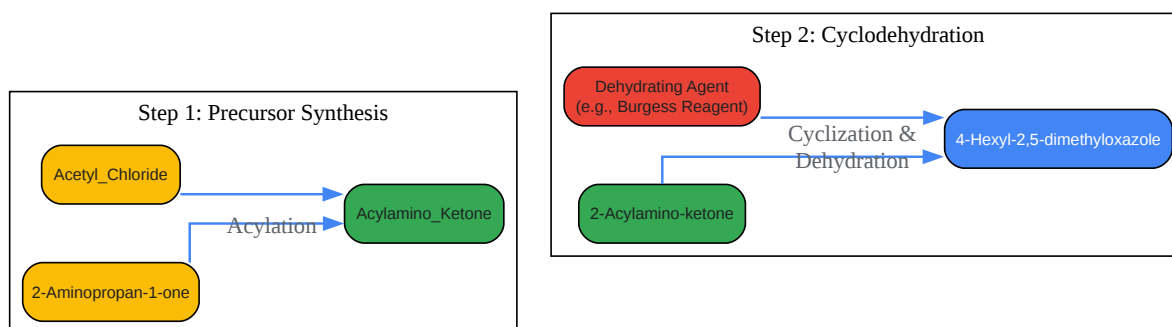 Step 1: Precursor Synthesis
Acetyl_Chloride
Acylamino_Ketone
Acylation
2-Aminopropan-1-one
Step 2: Cyclodehydration
Dehydrating Agent
(e.g., Burgess Reagent)
Cyclization &
Dehydration
4-Hexyl-2,5-dimethyloxazole
2-Acylamino-ketone